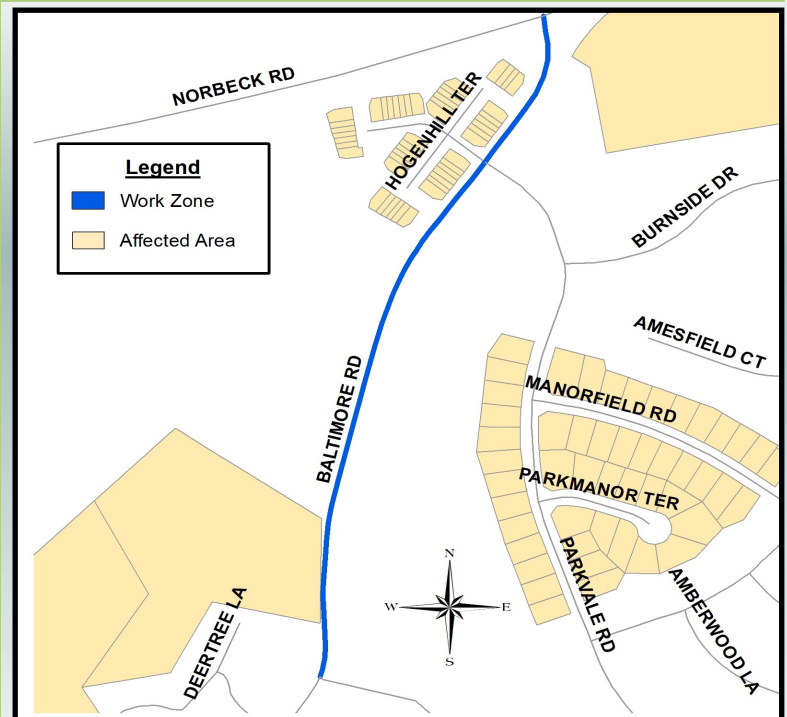 NORBECK RD
HOGENHILL TER
Legend
Work Zone
Affected Area
BURNSIDE DR
AMESFIELD CT
BALTIMORE RD
MANORFIELD RD
PARKMANOR TER
PARKVALE RD
AMBERWOOD LA
DEERTREE LA
N
W
E
S